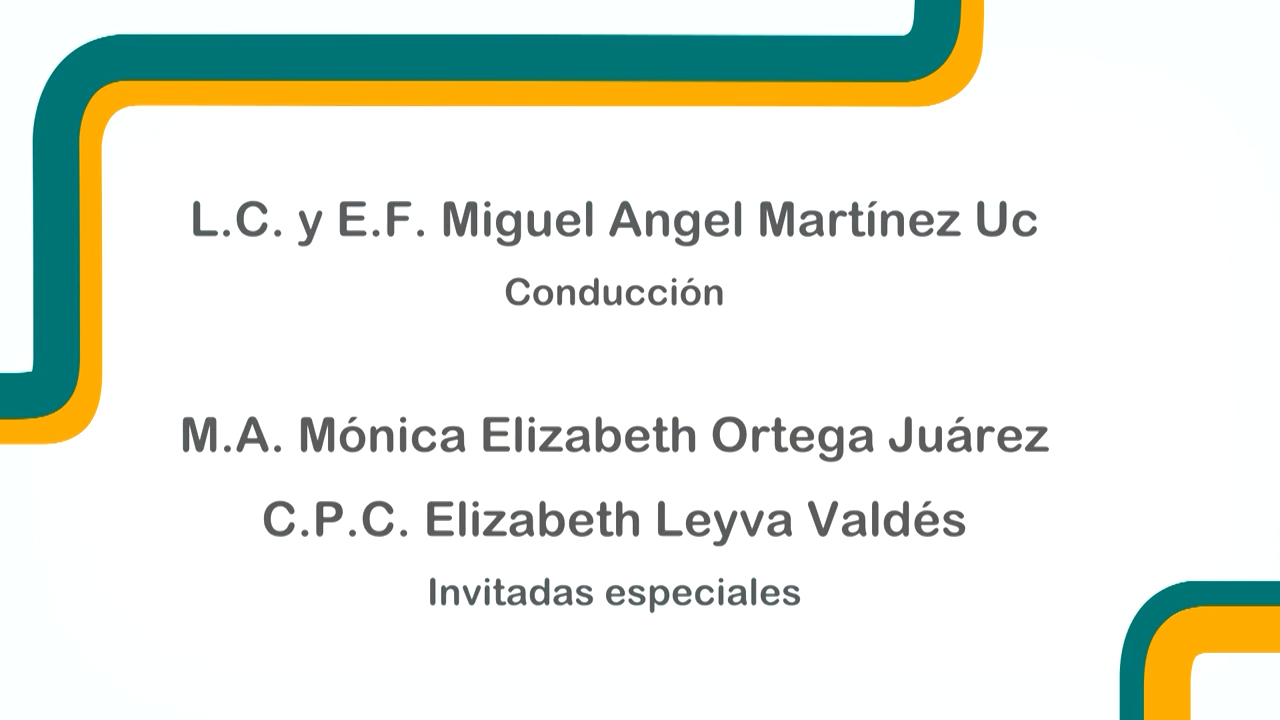 L.C. y E.F. Miguel Angel Martínez Uc
Conducción
M.A. Mónica Elizabeth Ortega Juárez
C.P.C. Elizabeth Leyva Valdés
Invitadas especiales